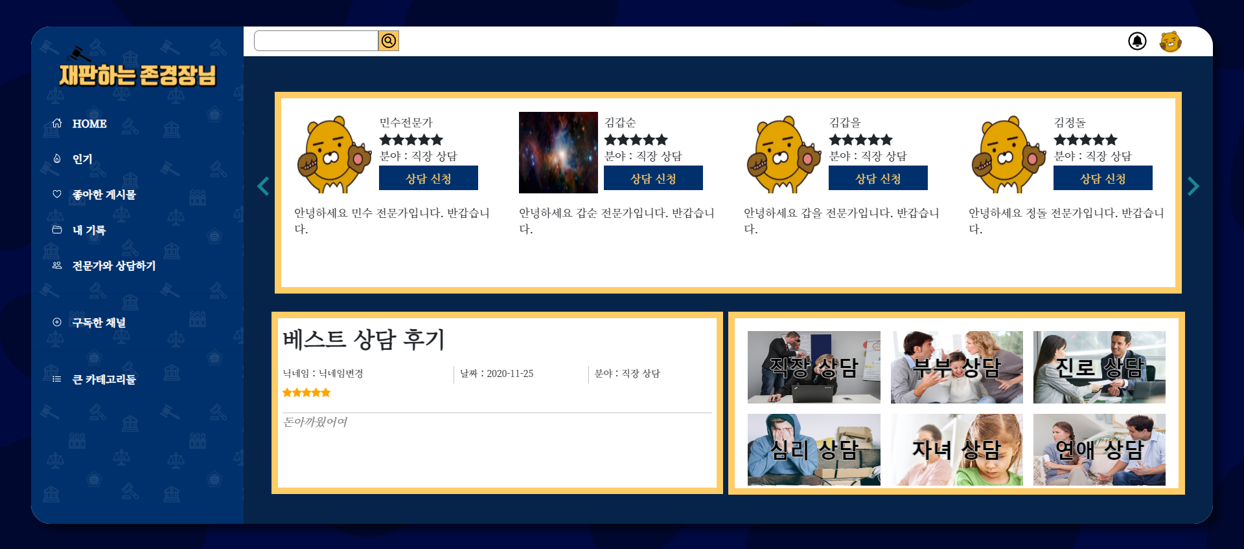 재판하는 존경장님
HOME
인기
좋아한 게시물
내 기록
전문가와 상담하기
구독한 채널
큰 카테고리들
민수전문가
분야 : 직장 상담
상담 신청
안녕하세요 민수 전문가입니다. 반갑습니
다.
김갑순
분야 : 직장 상담
상담 신청
안녕하세요 갑순 전문가입니다. 반갑습니
다.
김갑을
분야 : 직장 상담
상담 신청
안녕하세요 갑을 전문가입니다. 반갑습니
다.
김정돌
분야 : 직장 상담
상담 신청
안녕하세요 정돌 전문가입니다. 반갑습니
다.
베스트 상담 후기
닉네임 : 닉네임변경
날짜 : 2020-11-25
분야 : 직장 상담
돈아까웠어여
직장 상담
부부 상담
진로 상담
심리 상담
자녀 상담
연애 상담